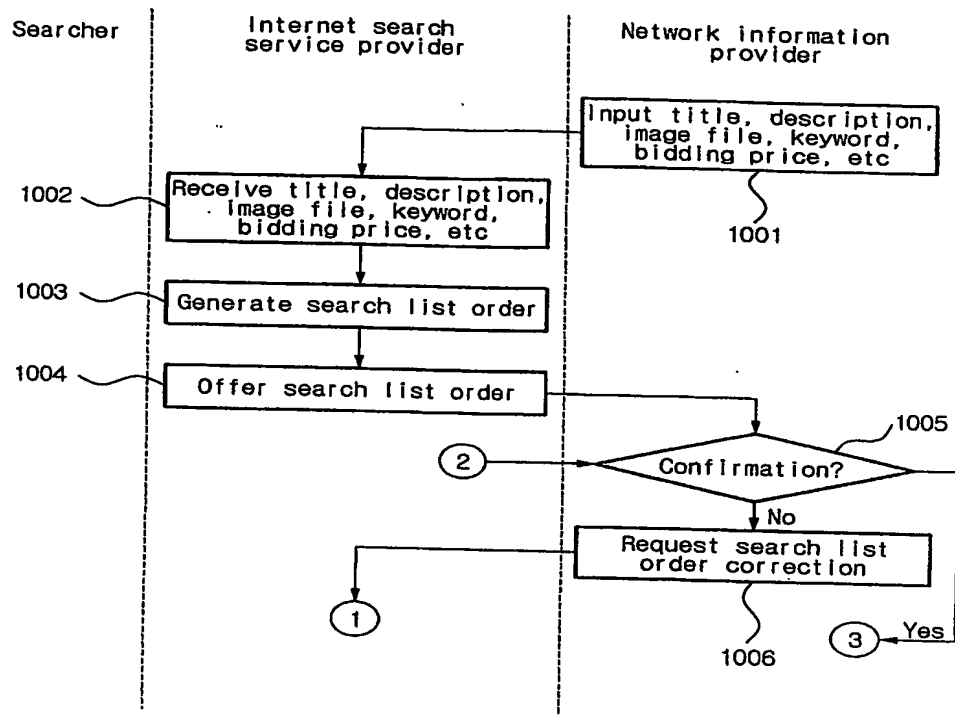 Searcher
Internet search
service provider
Network information
provider
Input title, description,
image file, keyword,
bidding price, etc
1001
1002
Receive title, description,
image file, keyword,
bidding price, etc
1003
Generate search list order
1004
Offer search list order
1005
2
Confirmation?
No
Request search list
order correction
1
3
Yes
1006